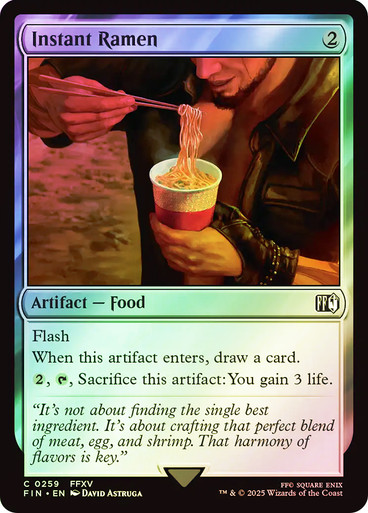 Instant Ramen 2
Artifact — Food
FFXV
Flash
When this artifact enters, draw a card.
2, T, Sacrifice this artifact: You gain 3 life.
“It’s not about finding the single best
ingredient. It’s about crafting that perfect blend
of meat, egg, and shrimp. That harmony of
flavors is key.”
C 0259 FFXV
FIN • EN DAVID ASTRUGA
FF© SQUARE ENIX
™ & © 2025 Wizards of the Coast